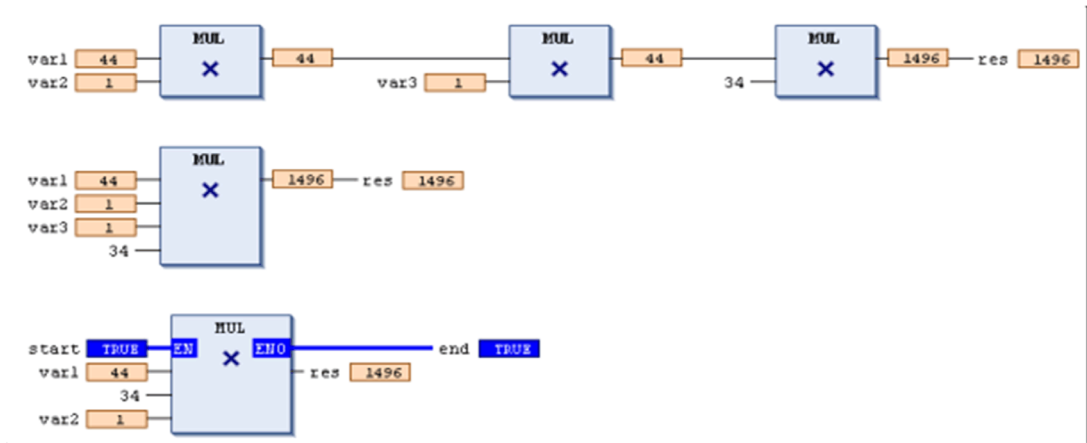 MUL MUL MUL
var1 44 44 44 1496 res 1496
var2 1 var3 1 34
MUL
var1 44 1496 res 1496
var2 1
var3 1
34
MUL
start TRUE EN ENO end TRUE
var1 44 res 1496
34
var2 1